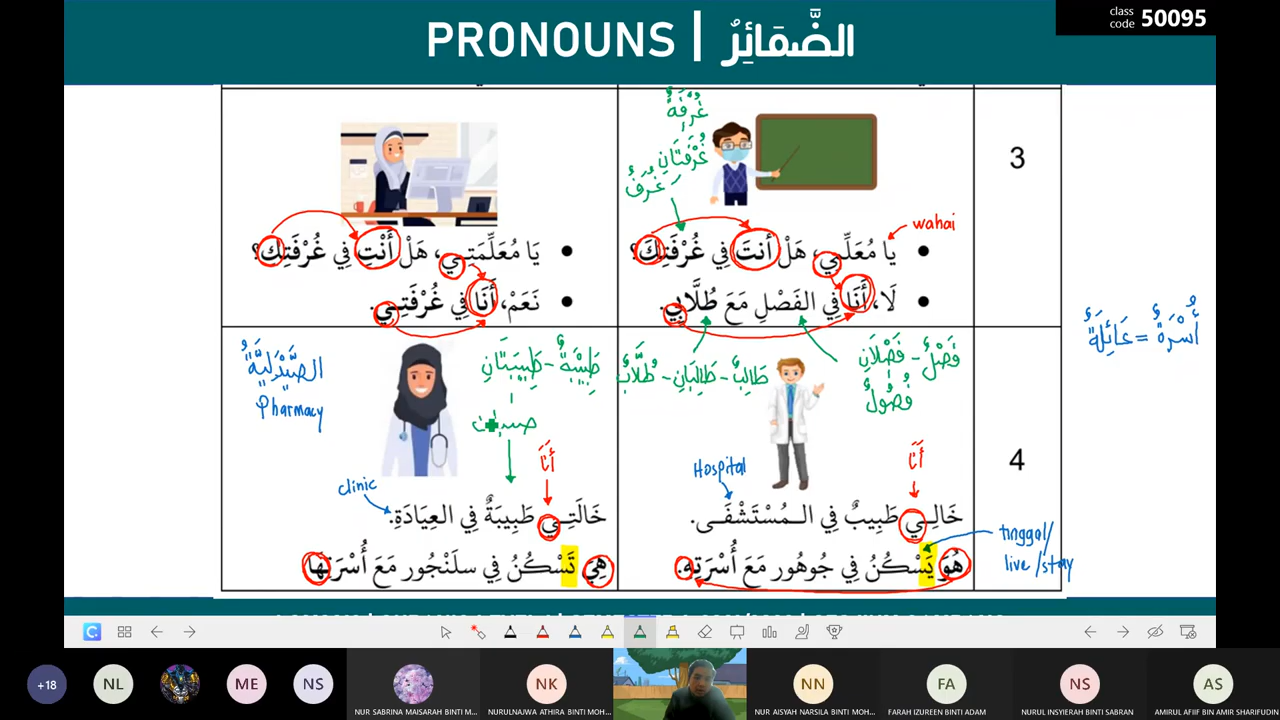 class code 50095
PRONOUNS | الضَّمَائِرُ
3
غُرْفَةٌ
غُرْفَتَانِ
غُرَفٌ
wahai
يا مُعَلِّمِي، هَلْ أَنتَ فِي غُرْفَتِكَ؟
لَا، أَنَا فِي الفَصْلِ مَعَ طُلَّابِي.
يَا مُعَلِّمَتِي، هَلْ أَنْتِ فِي غُرْفَتِكِ؟
نَعَمْ، أَنَا فِي غُرْفَتِي.
أُسْرَةٌ = عَائِلَةٌ
4
فَصْلٌ - فَصْلَانِ
فُصُولٌ
طَالِبٌ - طَالِبَانِ - طُلَّابٌ
أَنَا
Hospital
خَالِي طَبِيبٌ فِي المُسْتَشْفَى.
هُوَ يَسْكُنُ فِي جُوهُور مَعَ أُسْرَتِه.
tinggal/
live/stay
طَبِيْبَةٌ - طَبِيْبَتَانِ
الصَّيْدَلِيَّةُ
Pharmacy
أَنَا
clinic
خَالَتِي طَبِيبَةٌ فِي العِيَادَةِ.
هِيَ تَسْكُنُ فِي سلَنْجُور مَعَ أُسْرَتِهَا
+18
NL
ME
NS
NUR SABRINA MAISARAH BINTI M...
NK
NURULNAJWA ATHIRA BINTI MOH...
NN
NUR AISYAH NARSILA BINTI MOH...
FA
FARAH IZUREEN BINTI ADAM
NS
NURUL INSYIERAH BINTI SABRAN
AS
AMIRUL AFIIF BIN AMIR SHARIFUDIN